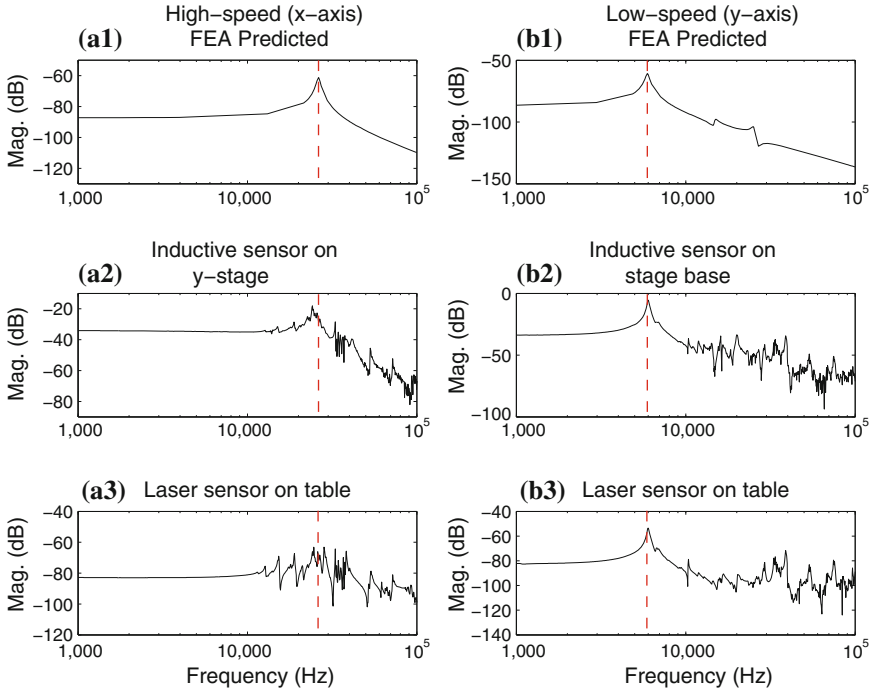 High−speed (x−axis)
FEA Predicted
(a1)
Mag. (dB)
−60
−80
−100
−120
1,000
10,000
10^5
Low−speed (y−axis)
FEA Predicted
(b1)
Mag. (dB)
−50
−100
−150
1,000
10,000
10^5
Inductive sensor on
y−stage
(a2)
Mag. (dB)
−20
−40
−60
−80
1,000
10,000
10^5
Inductive sensor on
stage base
(b2)
Mag. (dB)
0
−50
−100
1,000
10,000
10^5
(a3)
Laser sensor on table
Mag. (dB)
−40
−60
−80
−100
−120
1,000
10,000
10^5
Frequency (Hz)
(b3)
Laser sensor on table
Mag. (dB)
−40
−60
−80
−100
−120
−140
1,000
10,000
10^5
Frequency (Hz)